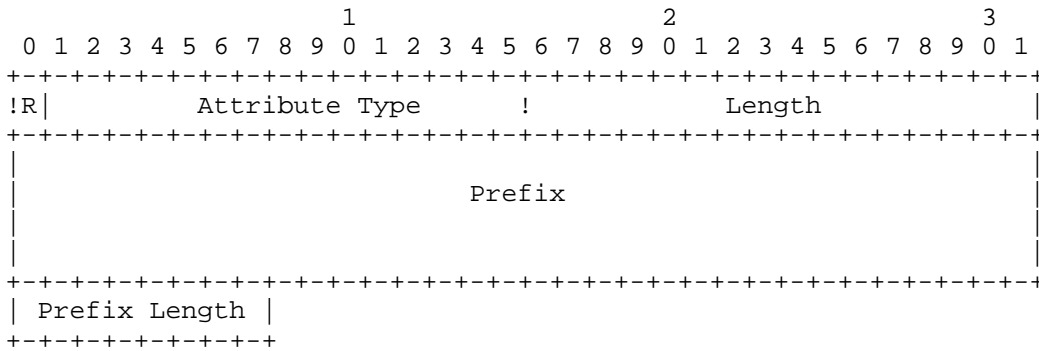 1                   2                   3
 0 1 2 3 4 5 6 7 8 9 0 1 2 3 4 5 6 7 8 9 0 1 2 3 4 5 6 7 8 9 0 1
+-+-+-+-+-+-+-+-+-+-+-+-+-+-+-+-+-+-+-+-+-+-+-+-+-+-+-+-+-+-+-+-+
!R|         Attribute Type      !            Length             |
+-+-+-+-+-+-+-+-+-+-+-+-+-+-+-+-+-+-+-+-+-+-+-+-+-+-+-+-+-+-+-+-+
|                                                               |
|                            Prefix                             |
|                                                               |
|                                                               |
+-+-+-+-+-+-+-+-+-+-+-+-+-+-+-+-+-+-+-+-+-+-+-+-+-+-+-+-+-+-+-+-+
| Prefix Length |
+-+-+-+-+-+-+-+-+